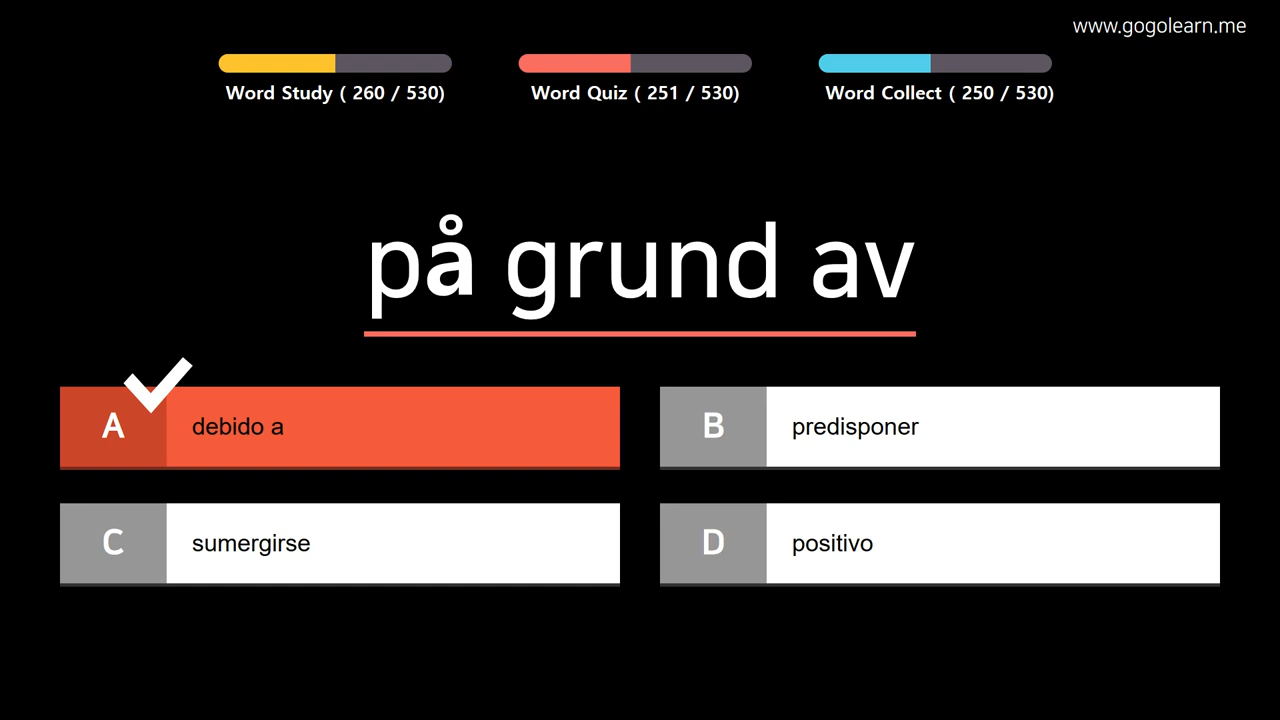 www.gogolearn.me
Word Study ( 260 / 530)
Word Quiz ( 251 / 530)
Word Collect ( 250 / 530)
på grund av
A debido a
B predisponer
C sumergirse
D positivo